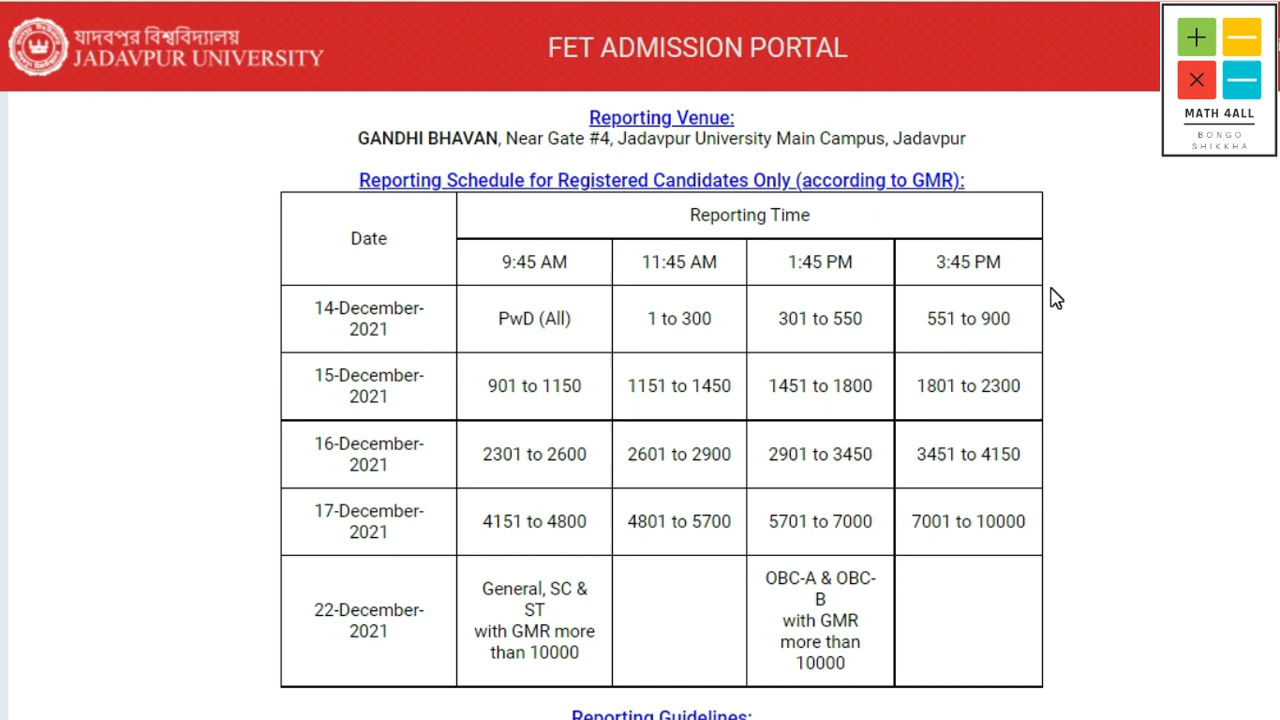 যাদবপুর বিশ্ববিদ্যালয়
JADAVPUR UNIVERSITY
FET ADMISSION PORTAL
MATH 4ALL
BONGO
SHIKKHA
Reporting Venue:
GANDHI BHAVAN, Near Gate #4, Jadavpur University Main Campus, Jadavpur
Reporting Schedule for Registered Candidates Only (according to GMR):
Date
Reporting Time
9:45 AM 11:45 AM 1:45 PM 3:45 PM
14-December-
2021
PwD (All) 1 to 300 301 to 550 551 to 900
15-December-
2021
901 to 1150 1151 to 1450 1451 to 1800 1801 to 2300
16-December-
2021
2301 to 2600 2601 to 2900 2901 to 3450 3451 to 4150
17-December-
2021
4151 to 4800 4801 to 5700 5701 to 7000 7001 to 10000
22-December-
2021
General, SC &
ST
with GMR more
than 10000
OBC-A & OBC-
B
with GMR
more than
10000
Reporting Guidelines: